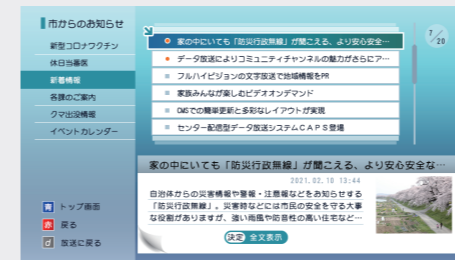 市からのお知らせ
新型コロナワクチン
休日当番医
新着情報
各課のご案内
クマ出没情報
イベントカレンダー
青 トップ画面
赤 戻る
d 放送に戻る
家の中にいても「防災行政無線」が聞こえる、より安心安全…
データ放送によりコミュニティチャンネルの魅力がさらにア…
フルハイビジョンの文字放送で地域情報をPR
家族みんなが楽しむビデオオンデマンド
CMSでの簡単更新と多彩なレイアウトが実現
センター配信型データ放送システムCAPS登場
7/20
家の中にいても「防災行政無線」が聞こえる、より安心安全な…
2021.02.10 13:44
自治体からの災害情報や警報・注意報などをお知らせする
「防災行政無線」。災害時などには市民の安全を守る大事
な役割がありますが、強い雨風や防音性の高い住宅など…
決定 全文表示